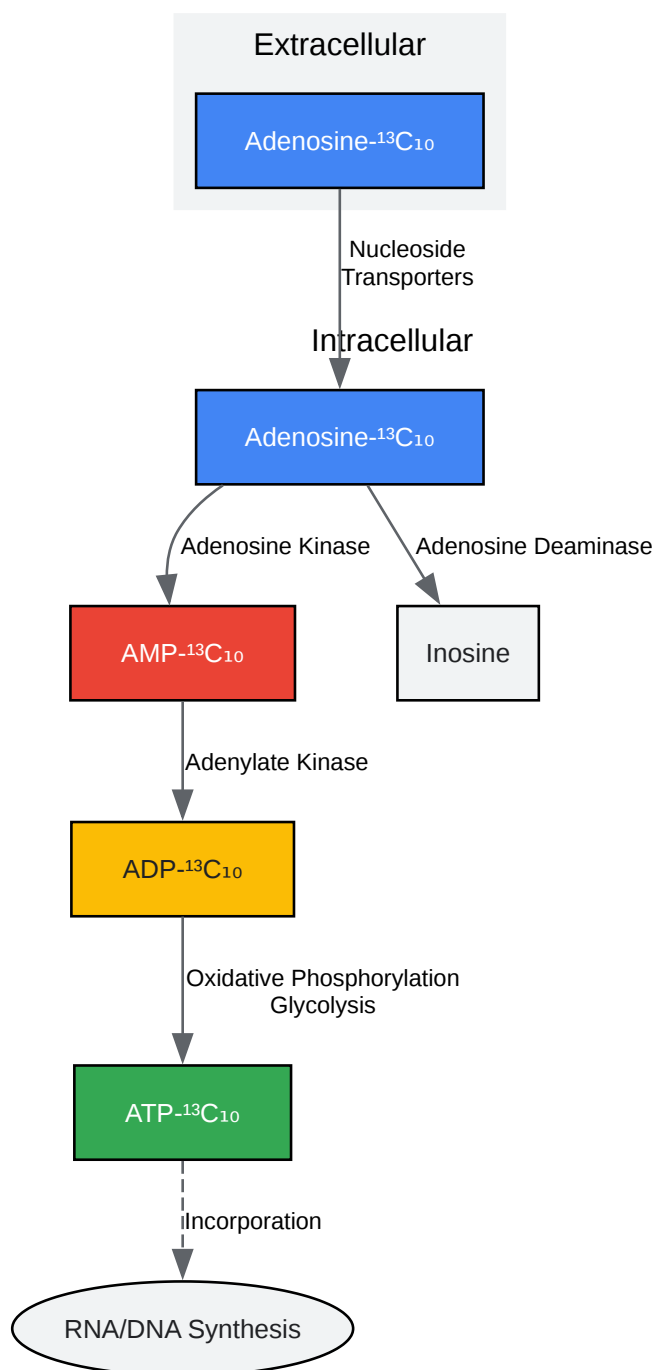 Extracellular
Adenosine-¹³C₁₀
Nucleoside
Transporters
Intracellular
Adenosine-¹³C₁₀
Adenosine Kinase
Adenosine Deaminase
AMP-¹³C₁₀
Inosine
Adenylate Kinase
ADP-¹³C₁₀
Oxidative Phosphorylation
Glycolysis
ATP-¹³C₁₀
Incorporation
RNA/DNA Synthesis